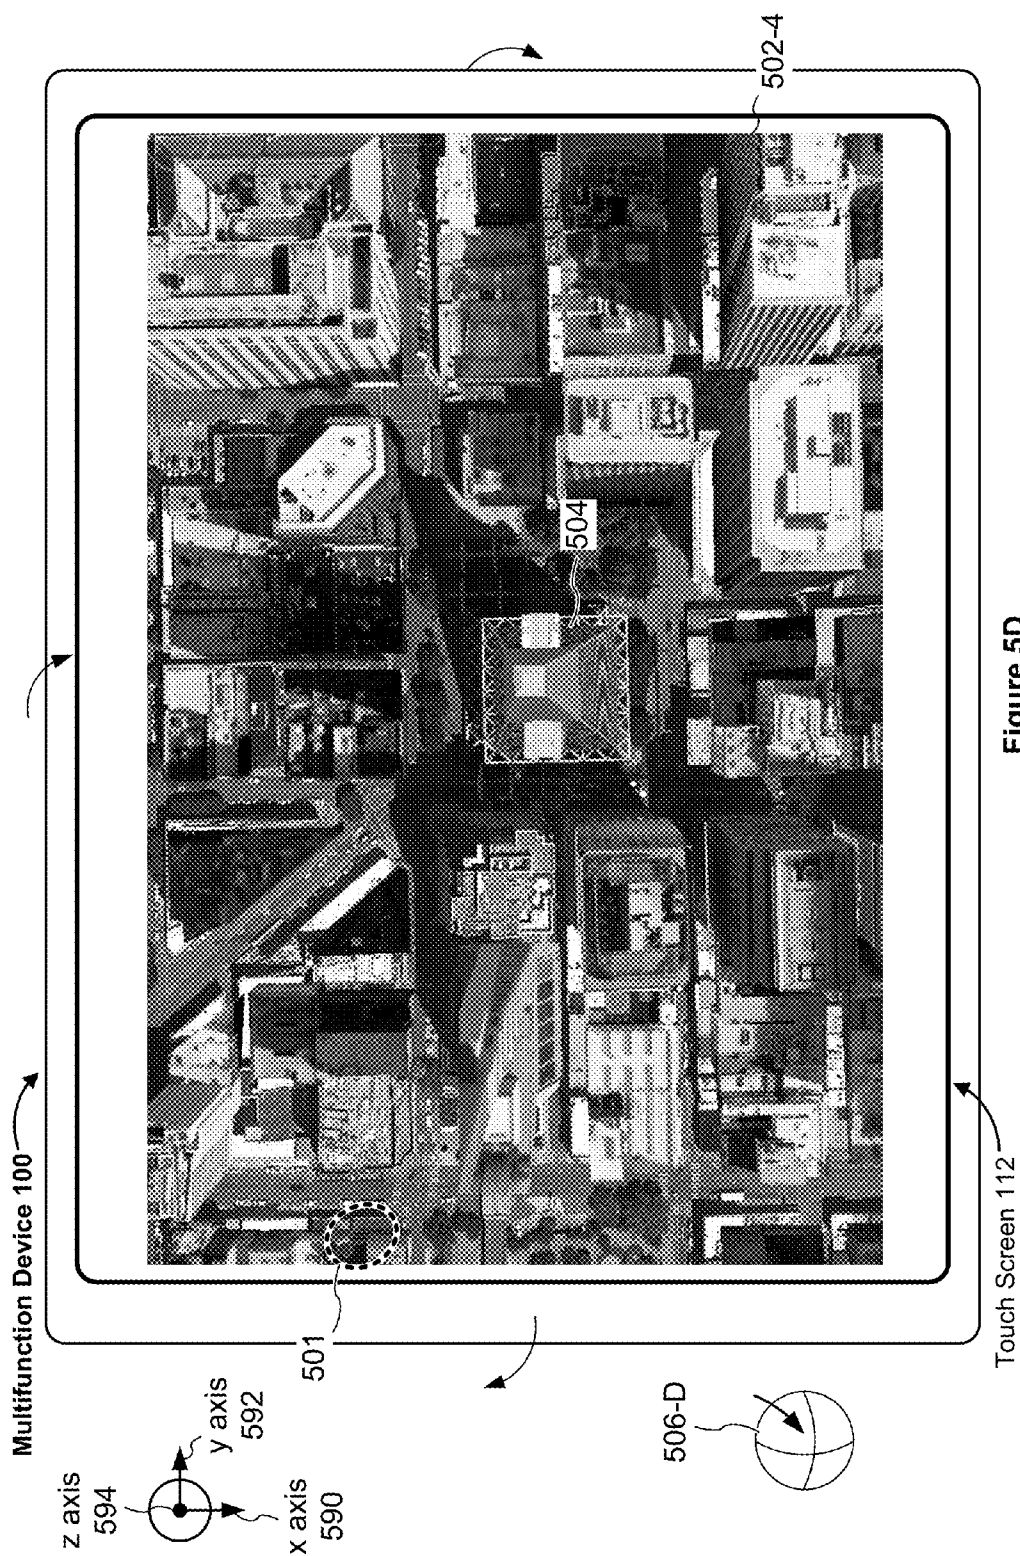 Multifunction Device 100
z axis
594
y axis
592
x axis
590
501
502-4
504
506-D
Touch Screen 112
Figure 5D